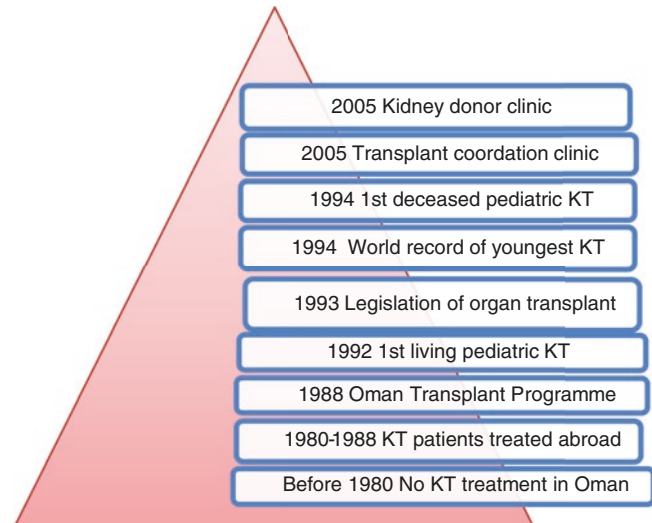 2005 Kidney donor clinic
2005 Transplant coordation clinic
1994 1st deceased pediatric KT
1994 World record of youngest KT
1993 Legislation of organ transplant
1992 1st living pediatric KT
1988 Oman Transplant Programme
1980-1988 KT patients treated abroad
Before 1980 No KT treatment in Oman